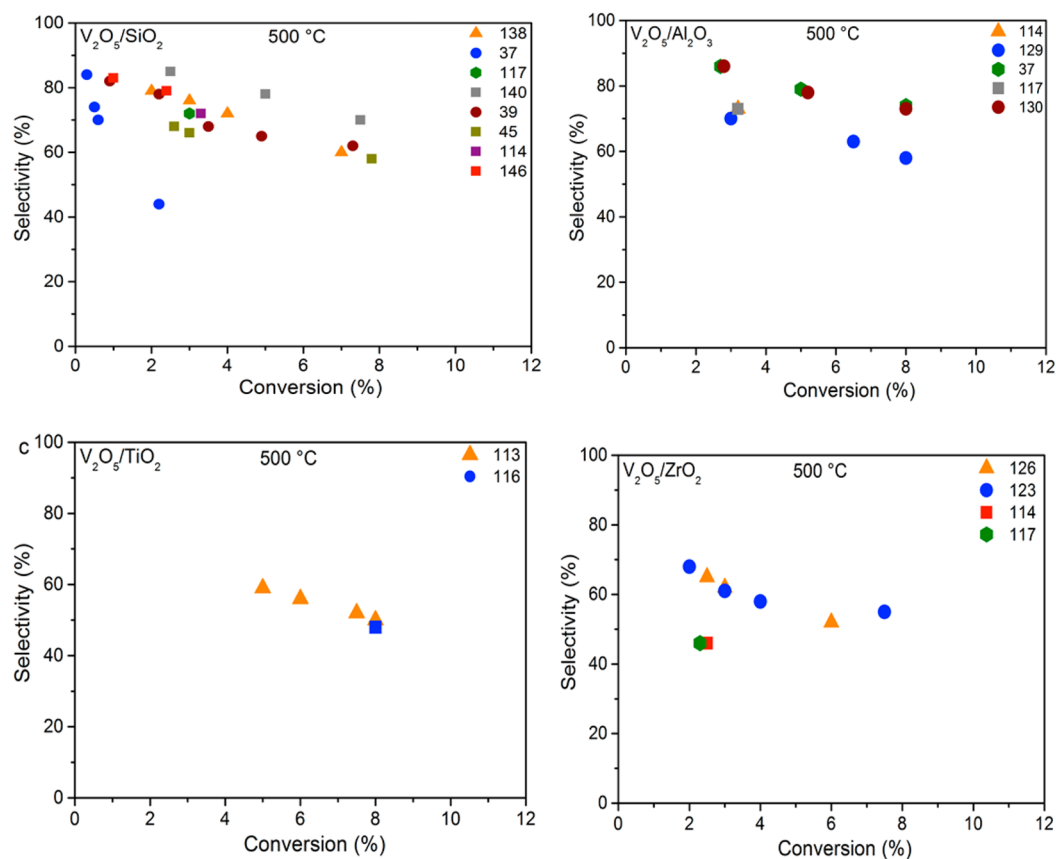 V2O5/SiO2 500 °C
138
37
117
140
39
45
114
146
100
80
60
40
20
0
Selectivity (%)
0 2 4 6 8 10 12
Conversion (%)
V2O5/Al2O3 500 °C
114
129
37
117
130
100
80
60
40
20
0
Selectivity (%)
0 2 4 6 8 10 12
Conversion (%)
c
V2O5/TiO2 500 °C
113
116
100
80
60
40
20
0
Selectivity (%)
0 2 4 6 8 10 12
Conversion (%)
V2O5/ZrO2 500 °C
126
123
114
117
100
80
60
40
20
0
Selectivity (%)
0 2 4 6 8 10 12
Conversion (%)